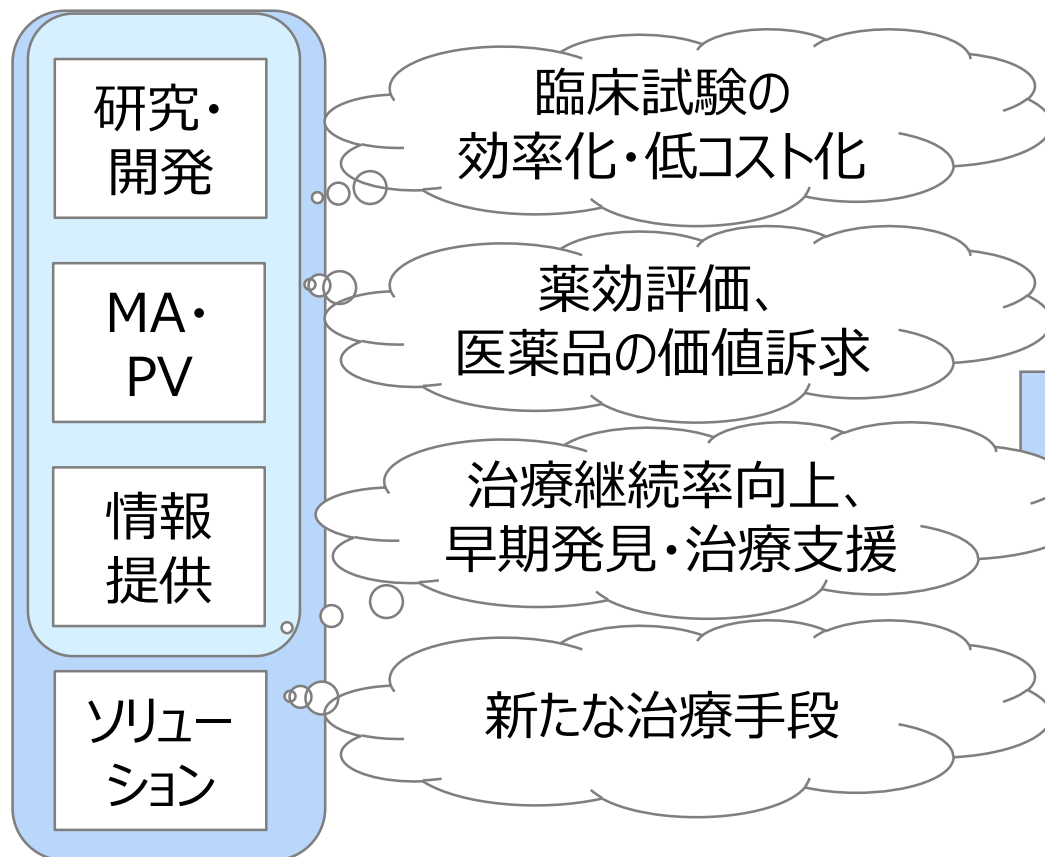 研究・
開発
臨床試験の
効率化・低コスト化
MA・
PV
薬効評価、
医薬品の価値訴求
情報
提供
治療継続率向上、
早期発見・治療支援
ソリュー
ション
新たな治療手段